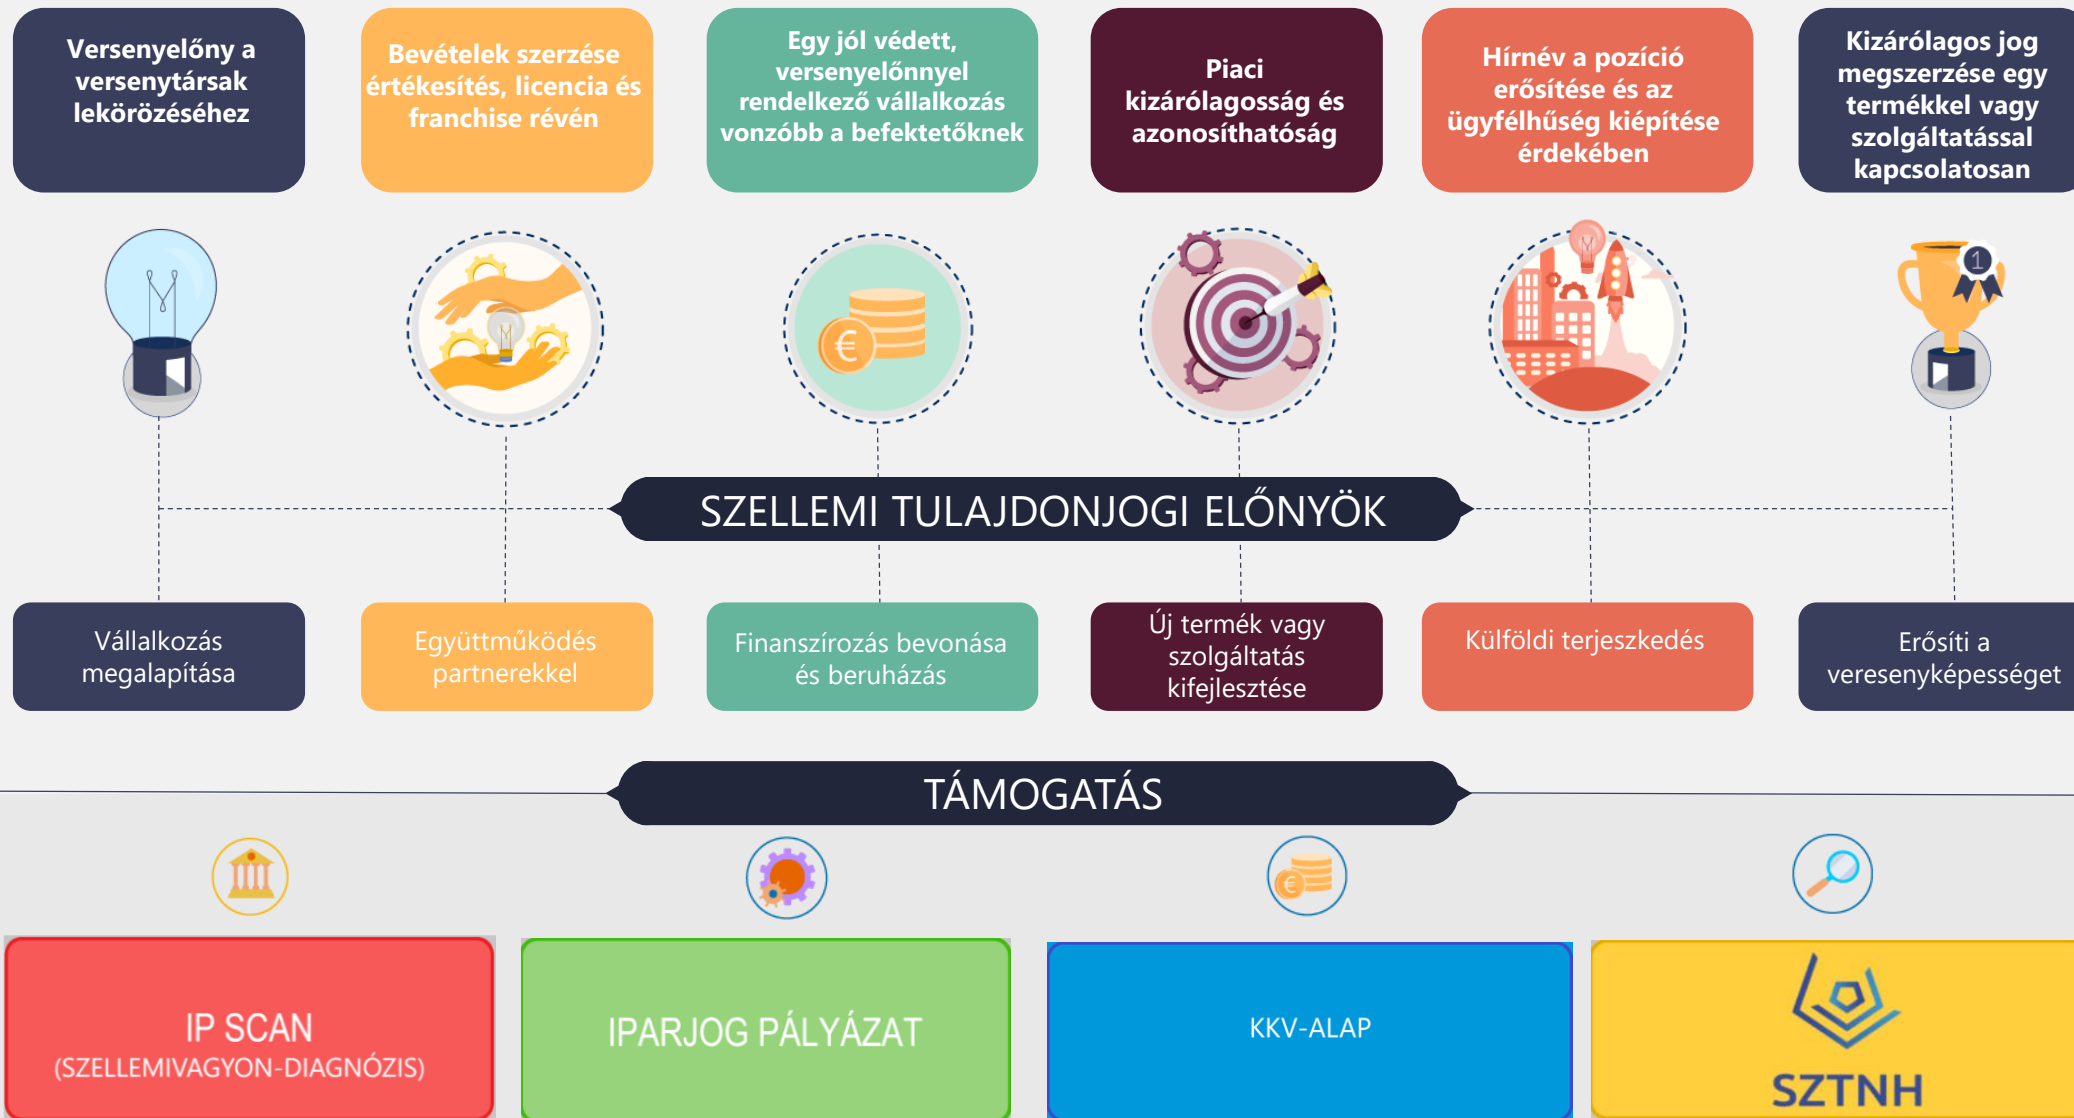 Versenyelőny a
versenytársak
lekörözéséhez
Bevételek szerzése
értékesítés, licencia és
franchise révén
Egy jól védett,
versenyelőnnyel
rendelkező vállalkozás
vonzóbb a befektetőknek
Piaci
kizárólagosság és
azonosíthatóság
Hírnév a pozíció
erősítése és az
ügyfélhűség kiépítése
érdekében
Kizárólagos jog
megszerzése egy
termékkel vagy
szolgáltatással
kapcsolatosan
€
1
SZELLEMI TULAJDONJOGI ELŐNYÖK
Vállalkozás
megalapítása
Együttműködés
partnerekkel
Finanszírozás bevonása
és beruházás
Új termék vagy
szolgáltatás
kifejlesztése
Külföldi terjeszkedés
Erősíti a
veresenyképességet
TÁMOGATÁS
€
IP SCAN
(SZELLEMIVAGYON-DIAGNÓZIS)
IPARJOG PÁLYÁZAT
KKV-ALAP
SZTNH